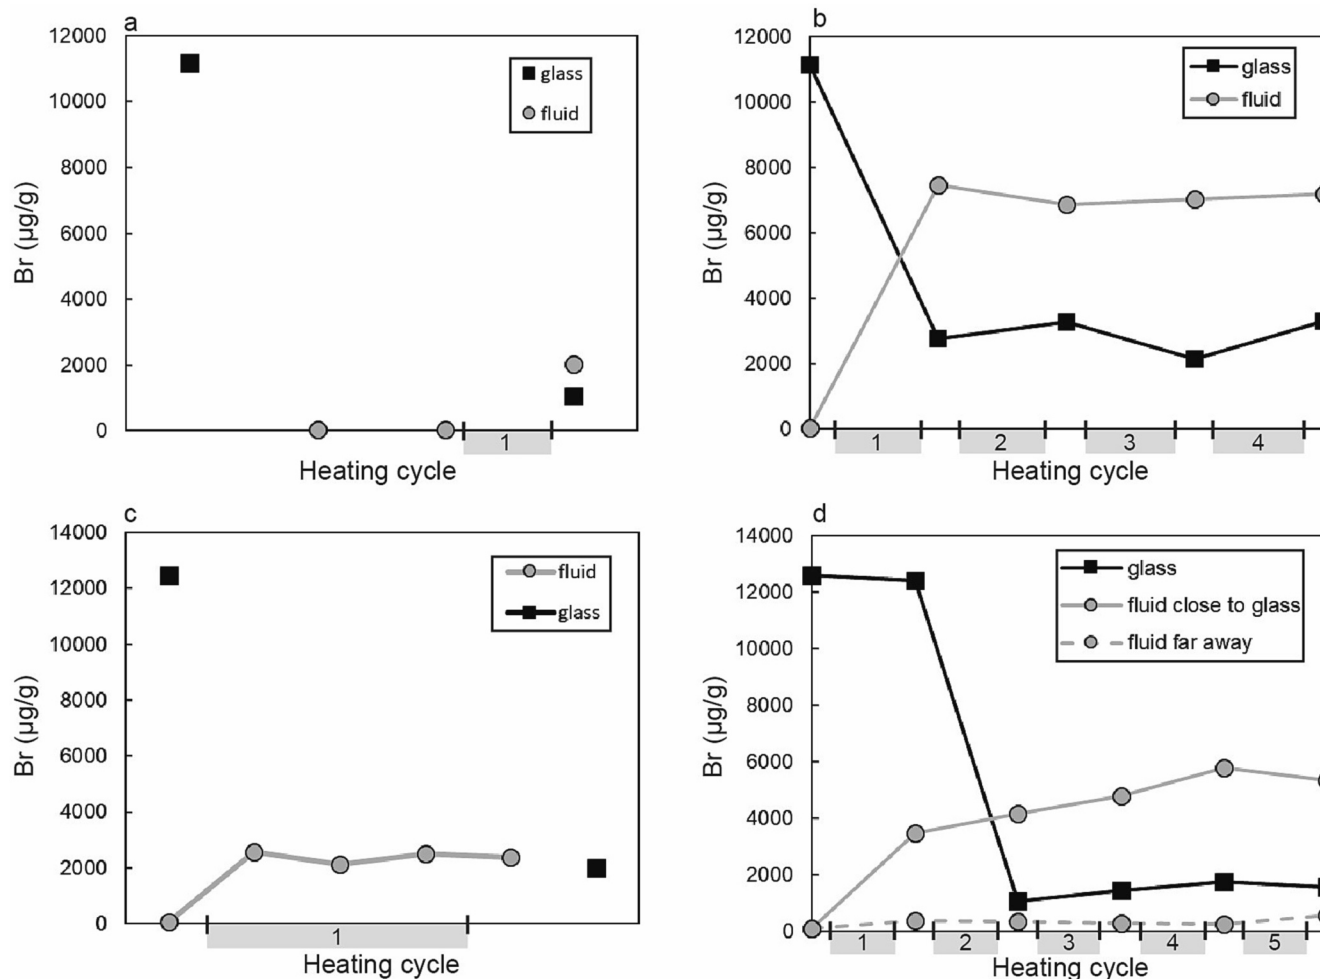 a
12000
10000
8000
6000
4000
2000
0
Br (µg/g)
glass
fluid
1
Heating cycle
b
12000
10000
8000
6000
4000
2000
0
Br (µg/g)
glass
fluid
1 2 3 4
Heating cycle
c
14000
12000
10000
8000
6000
4000
2000
0
Br (µg/g)
fluid
glass
1
Heating cycle
d
14000
12000
10000
8000
6000
4000
2000
0
Br (µg/g)
glass
fluid close to glass
fluid far away
1 2 3 4 5
Heating cycle